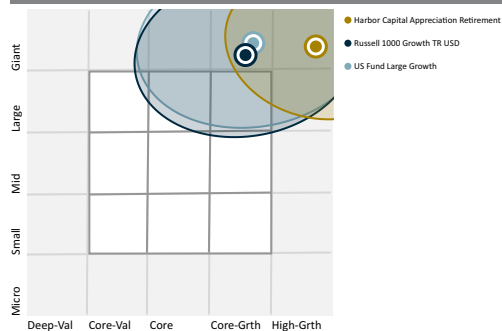 Harbor Capital Appreciation Retirement
Russell 1000 Growth TR USD
US Fund Large Growth
Giant
Large
Mid
Small
Micro
Deep-Val Core-Val Core Core-Grth High-Grth